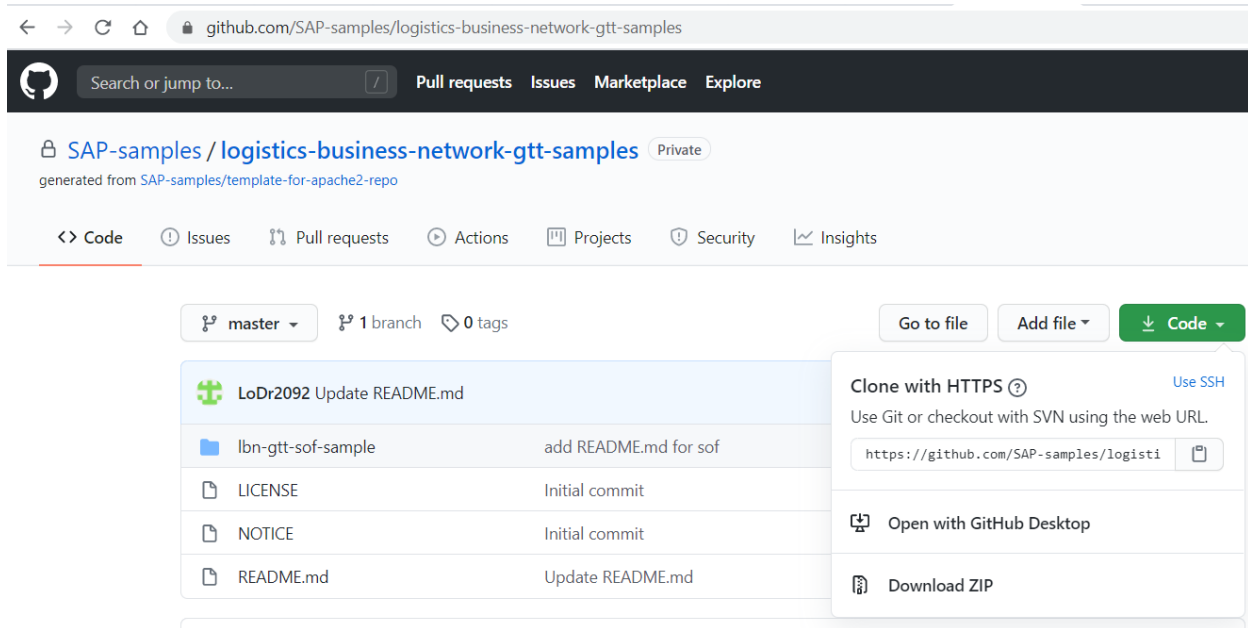 github.com/SAP-samples/logistics-business-network-gtt-samples
Search or jump to... / Pull requests Issues Marketplace Explore
SAP-samples / logistics-business-network-gtt-samples Private
generated from SAP-samples/template-for-apache2-repo
<> Code Issues Pull requests Actions Projects Security Insights
master 1 branch 0 tags Go to file Add file Code
LoDr2092 Update README.md
lbn-gtt-sof-sample add README.md for sof
LICENSE Initial commit
NOTICE Initial commit
README.md Update README.md
Clone with HTTPS ? Use SSH
Use Git or checkout with SVN using the web URL.
https://github.com/SAP-samples/logisti
Open with GitHub Desktop
Download ZIP